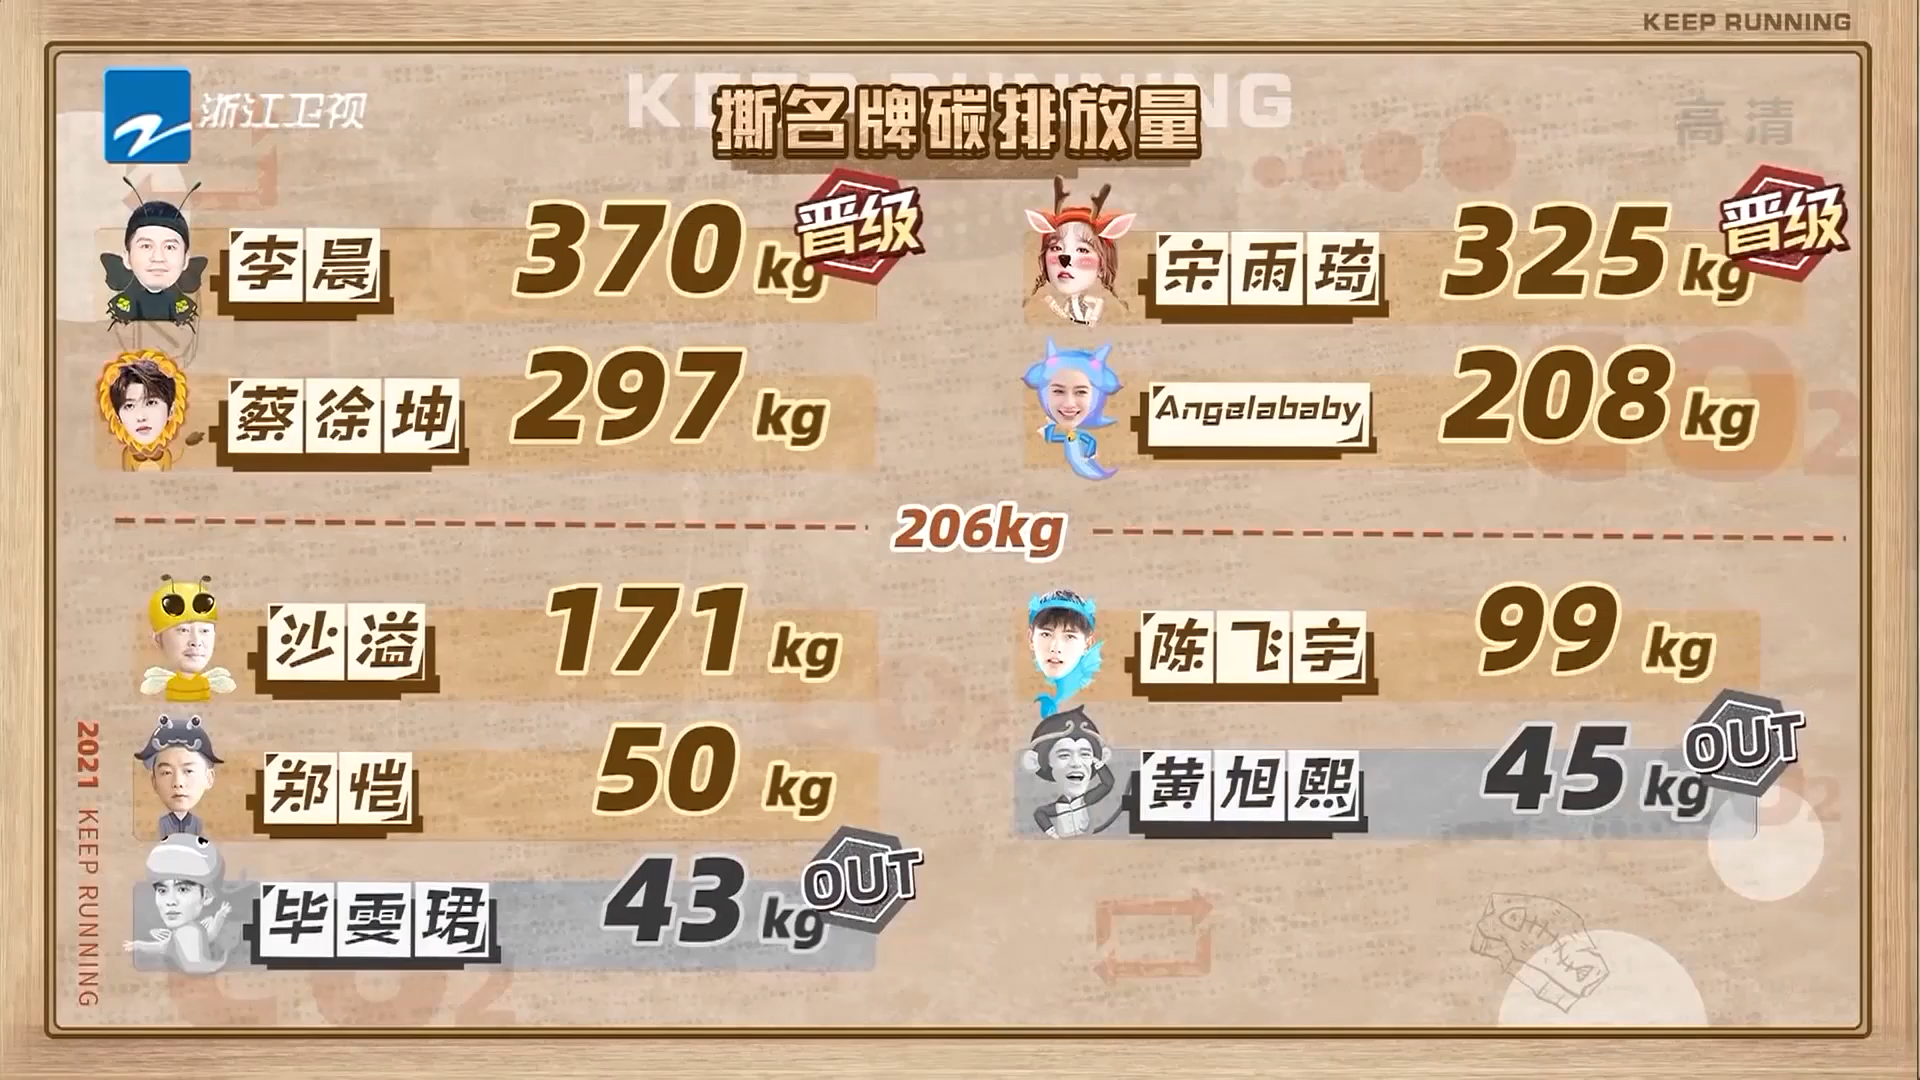 KEEP RUNNING
浙江卫视
KEEP RUNNING
撕名牌碳排放量
高清
李晨 370 kg 晋级
宋雨琦 325 kg 晋级
蔡徐坤 297 kg
Angelababy 208 kg
206kg
沙溢 171 kg
陈飞宇 99 kg
郑恺 50 kg
黄旭熙 45 kg OUT
毕雯珺 43 kg OUT
2021 KEEP RUNNING